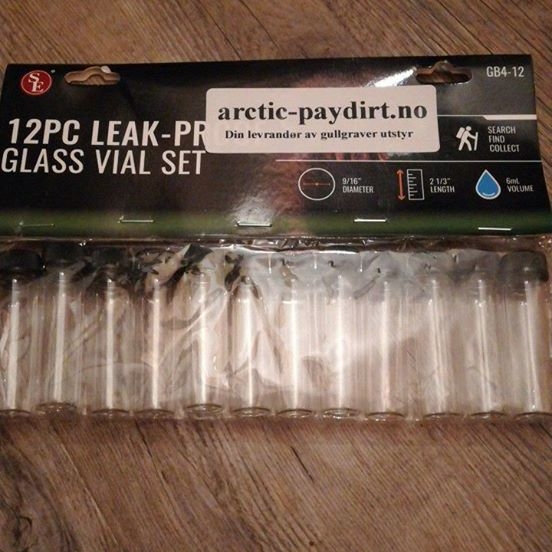 SE
GB4-12
arctic-paydirt.no
Din levrandør av gullgraver utstyr
12PC LEAK-PR
GLASS VIAL SET
SEARCH
FIND
COLLECT
9/16"
DIAMETER
2 1/3"
LENGTH
6mL
VOLUME